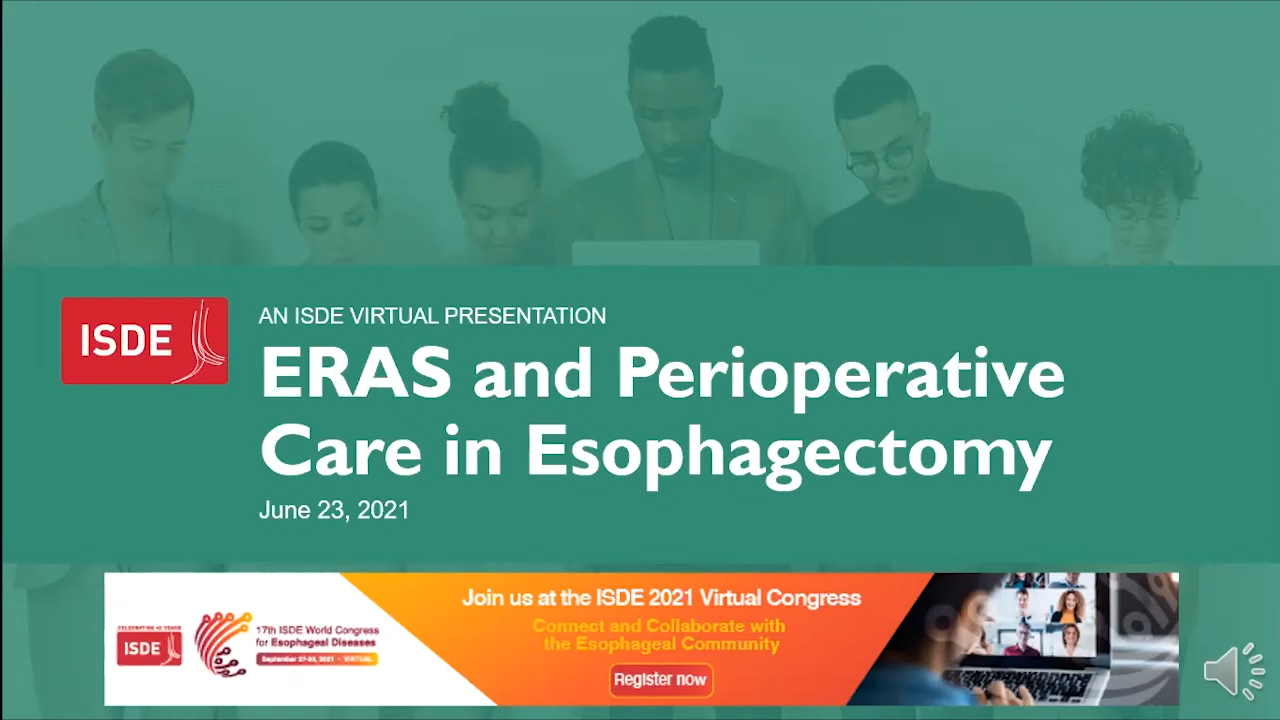 AN ISDE VIRTUAL PRESENTATION
ISDE
ERAS and Perioperative
Care in Esophagectomy
June 23, 2021
Join us at the ISDE 2021 Virtual Congress
Connect and Collaborate with
the Esophageal Community
Register now
CELEBRATING 40 YEARS
ISDE
17th ISDE World Congress
for Esophageal Diseases
September 27-30, 2021 • VIRTUAL